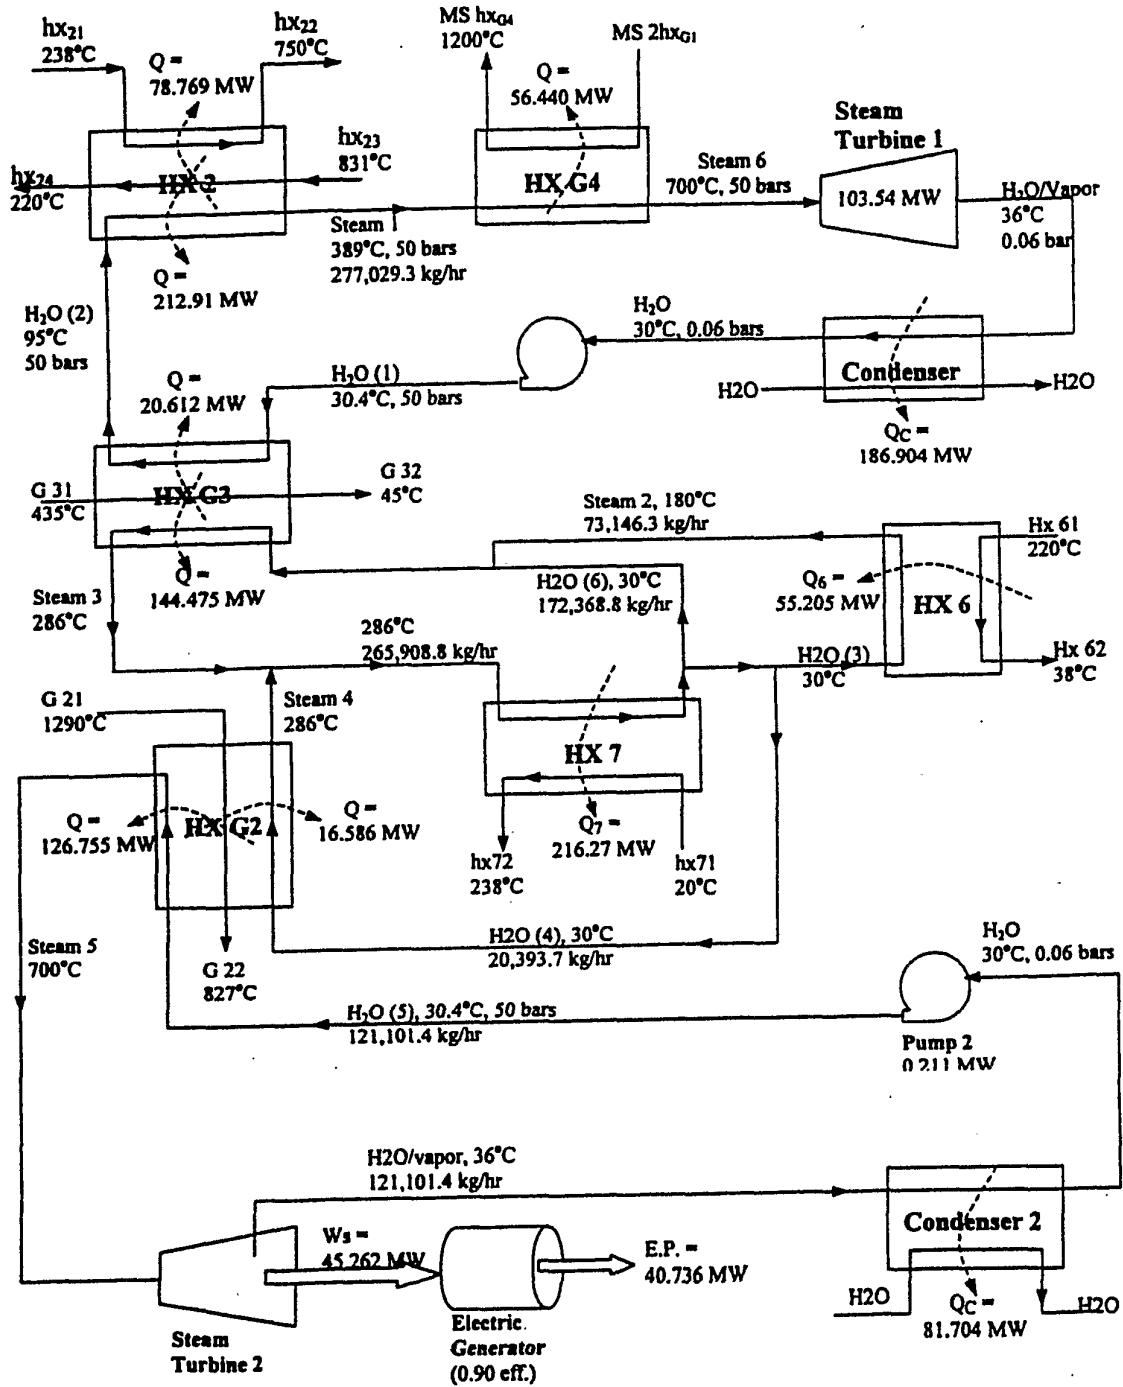 hx21
238°C
hx22
750°C
Q =
78.769 MW
MS hxG4
1200°C
MS 2hxG1
Q =
56.440 MW
Steam
Turbine 1
103.54 MW
hx23
831°C
hx24
220°C
HX 2
HX G4
Steam 6
700°C, 50 bars
H2O/Vapor
36°C
0.06 bar
Steam 1
389°C, 50 bars
277,029.3 kg/hr
Q =
212.91 MW
H2O (2)
95°C
50 bars
H2O
30°C, 0.06 bars
Condenser
H2O
H2O
QC =
186.904 MW
H2O (1)
30.4°C, 50 bars
Q =
20.612 MW
G 31
435°C
HX G3
G 32
45°C
Q =
144.475 MW
Steam 2, 180°C
73,146.3 kg/hr
Hx 61
220°C
Q6 =
55.205 MW
HX 6
Hx 62
38°C
H2O (6), 30°C
172,368.8 kg/hr
Steam 3
286°C
286°C
265,908.8 kg/hr
H2O (3)
30°C
G 21
1290°C
Steam 4
286°C
HX 7
Q7 =
216.27 MW
hx72
238°C
hx71
20°C
Q =
126.755 MW
HX G2
Q =
16.586 MW
Steam 5
700°C
G 22
827°C
H2O (4), 30°C
20,393.7 kg/hr
H2O
30°C, 0.06 bars
H2O (5), 30.4°C, 50 bars
121,101.4 kg/hr
Pump 2
0.211 MW
H2O/vapor, 36°C
121,101.4 kg/hr
Condenser 2
Ws =
45.262 MW
E.P. =
40.736 MW
H2O
QC =
81.704 MW
H2O
Steam
Turbine 2
Electric
Generator
(0.90 eff.)